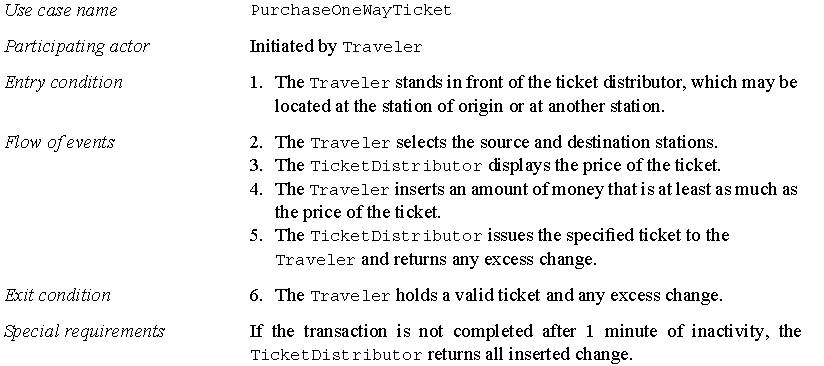 Use case name PurchaseOneWayTicket
Participating actor Initiated by Traveler
Entry condition 1. The Traveler stands in front of the ticket distributor, which may be
located at the station of origin or at another station.
Flow of events 2. The Traveler selects the source and destination stations.
3. The TicketDistributor displays the price of the ticket.
4. The Traveler inserts an amount of money that is at least as much as
the price of the ticket.
5. The TicketDistributor issues the specified ticket to the
Traveler and returns any excess change.
Exit condition 6. The Traveler holds a valid ticket and any excess change.
Special requirements If the transaction is not completed after 1 minute of inactivity, the
TicketDistributor returns all inserted change.